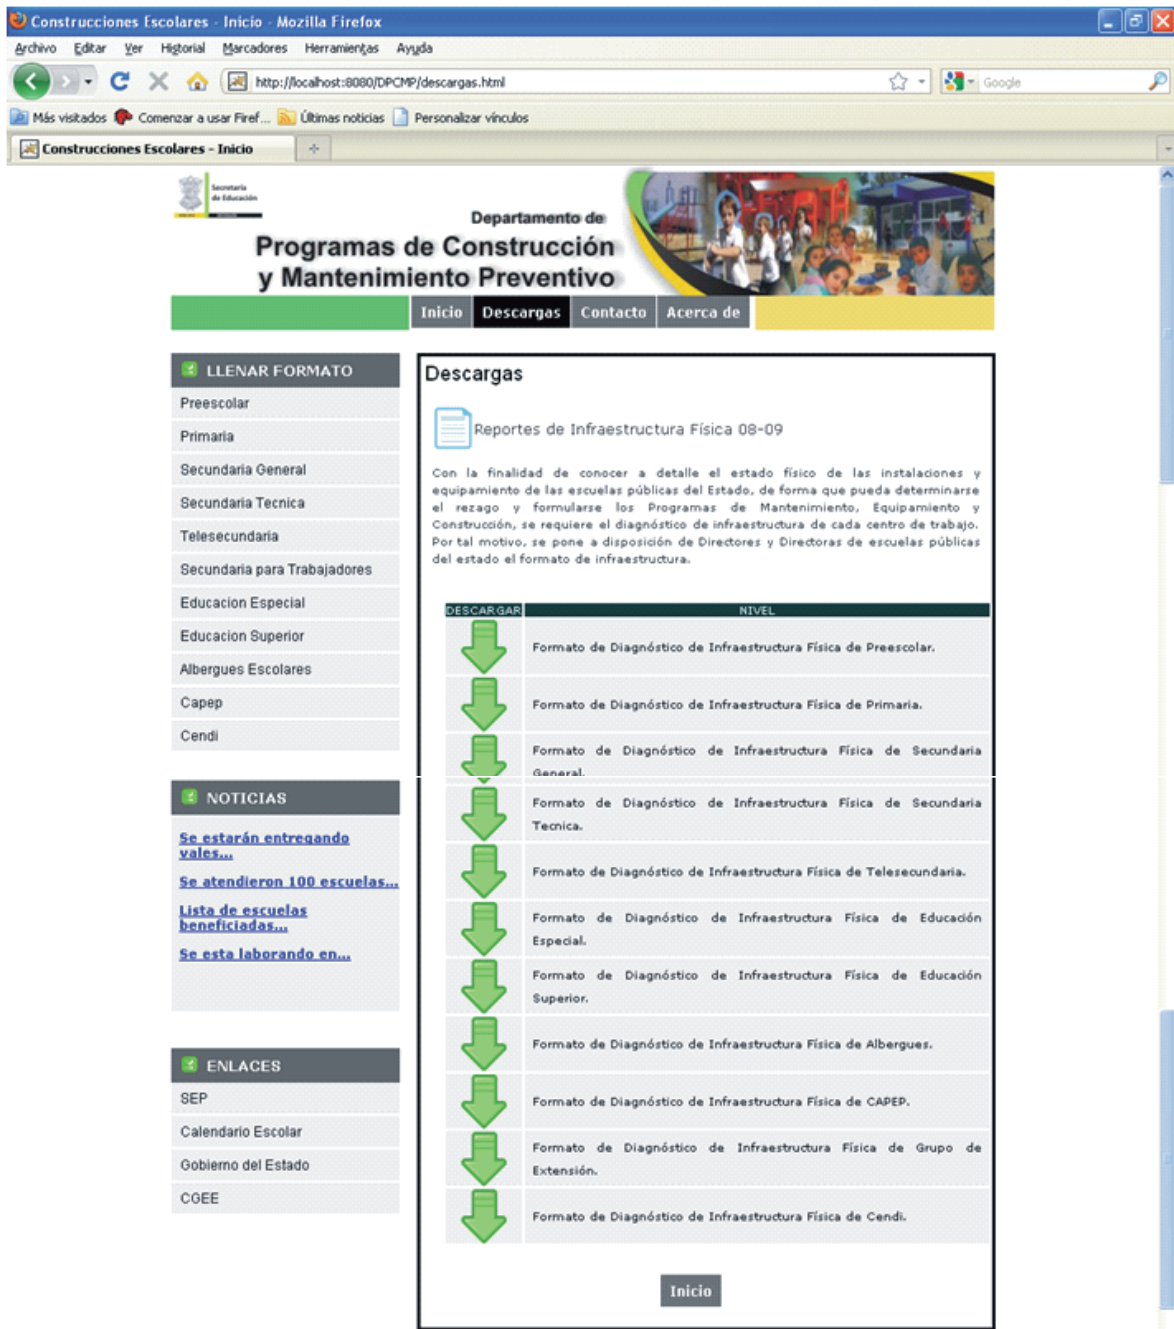 Construcciones Escolares - Inicio - Mozilla Firefox
Archivo Editar Ver Historial Marcadores Herramientas Ayuda
http://localhost:8080/DPCMP/descargas.html
Google
Más visitados Comenzar a usar Firef... Últimas noticias Personalizar vínculos
Construcciones Escolares - Inicio
Secretaría
de Educación
Departamento de
Programas de Construcción
y Mantenimiento Preventivo
Inicio Descargas Contacto Acerca de
LLENAR FORMATO
Preescolar
Primaria
Secundaria General
Secundaria Tecnica
Telesecundaria
Secundaria para Trabajadores
Educacion Especial
Educacion Superior
Albergues Escolares
Capep
Cendi
NOTICIAS
Se estarán entregando
vales...
Se atendieron 100 escuelas...
Lista de escuelas
beneficiadas...
Se esta laborando en...
ENLACES
SEP
Calendario Escolar
Gobierno del Estado
CGEE
Descargas
Reportes de Infraestructura Física 08-09
Con la finalidad de conocer a detalle el estado físico de las instalaciones y
equipamiento de las escuelas públicas del Estado, de forma que pueda determinarse
el rezago y formularse los Programas de Mantenimiento, Equipamiento y
Construcción, se requiere el diagnóstico de infraestructura de cada centro de trabajo.
Por tal motivo, se pone a disposición de Directores y Directoras de escuelas públicas
del estado el formato de infraestructura.
DESCARGAR NIVEL
Formato de Diagnóstico de Infraestructura Física de Preescolar.
Formato de Diagnóstico de Infraestructura Física de Primaria.
Formato de Diagnóstico de Infraestructura Física de Secundaria
General.
Formato de Diagnóstico de Infraestructura Física de Secundaria
Tecnica.
Formato de Diagnóstico de Infraestructura Física de Telesecundaria.
Formato de Diagnóstico de Infraestructura Física de Educación
Especial.
Formato de Diagnóstico de Infraestructura Física de Educación
Superior.
Formato de Diagnóstico de Infraestructura Física de Albergues.
Formato de Diagnóstico de Infraestructura Física de CAPEP.
Formato de Diagnóstico de Infraestructura Física de Grupo de
Extensión.
Formato de Diagnóstico de Infraestructura Física de Cendi.
Inicio